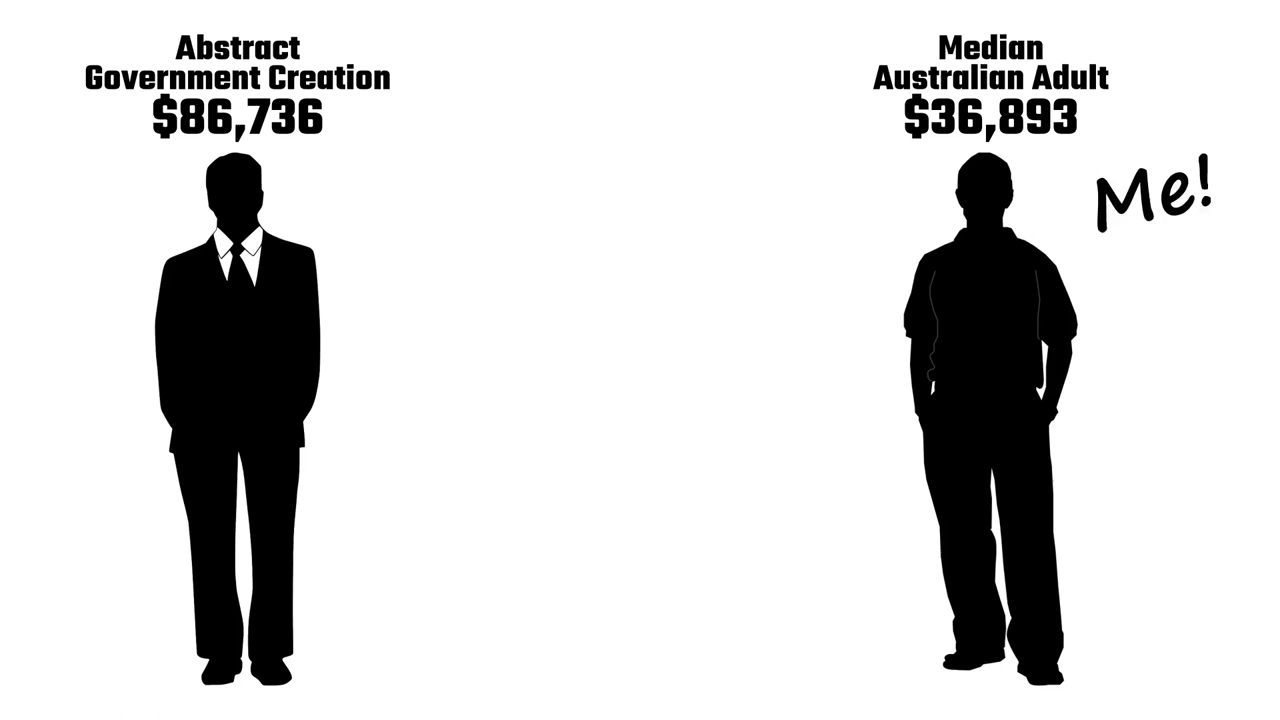 Abstract
Government Creation
$86,736
Median
Australian Adult
$36,893
Me!